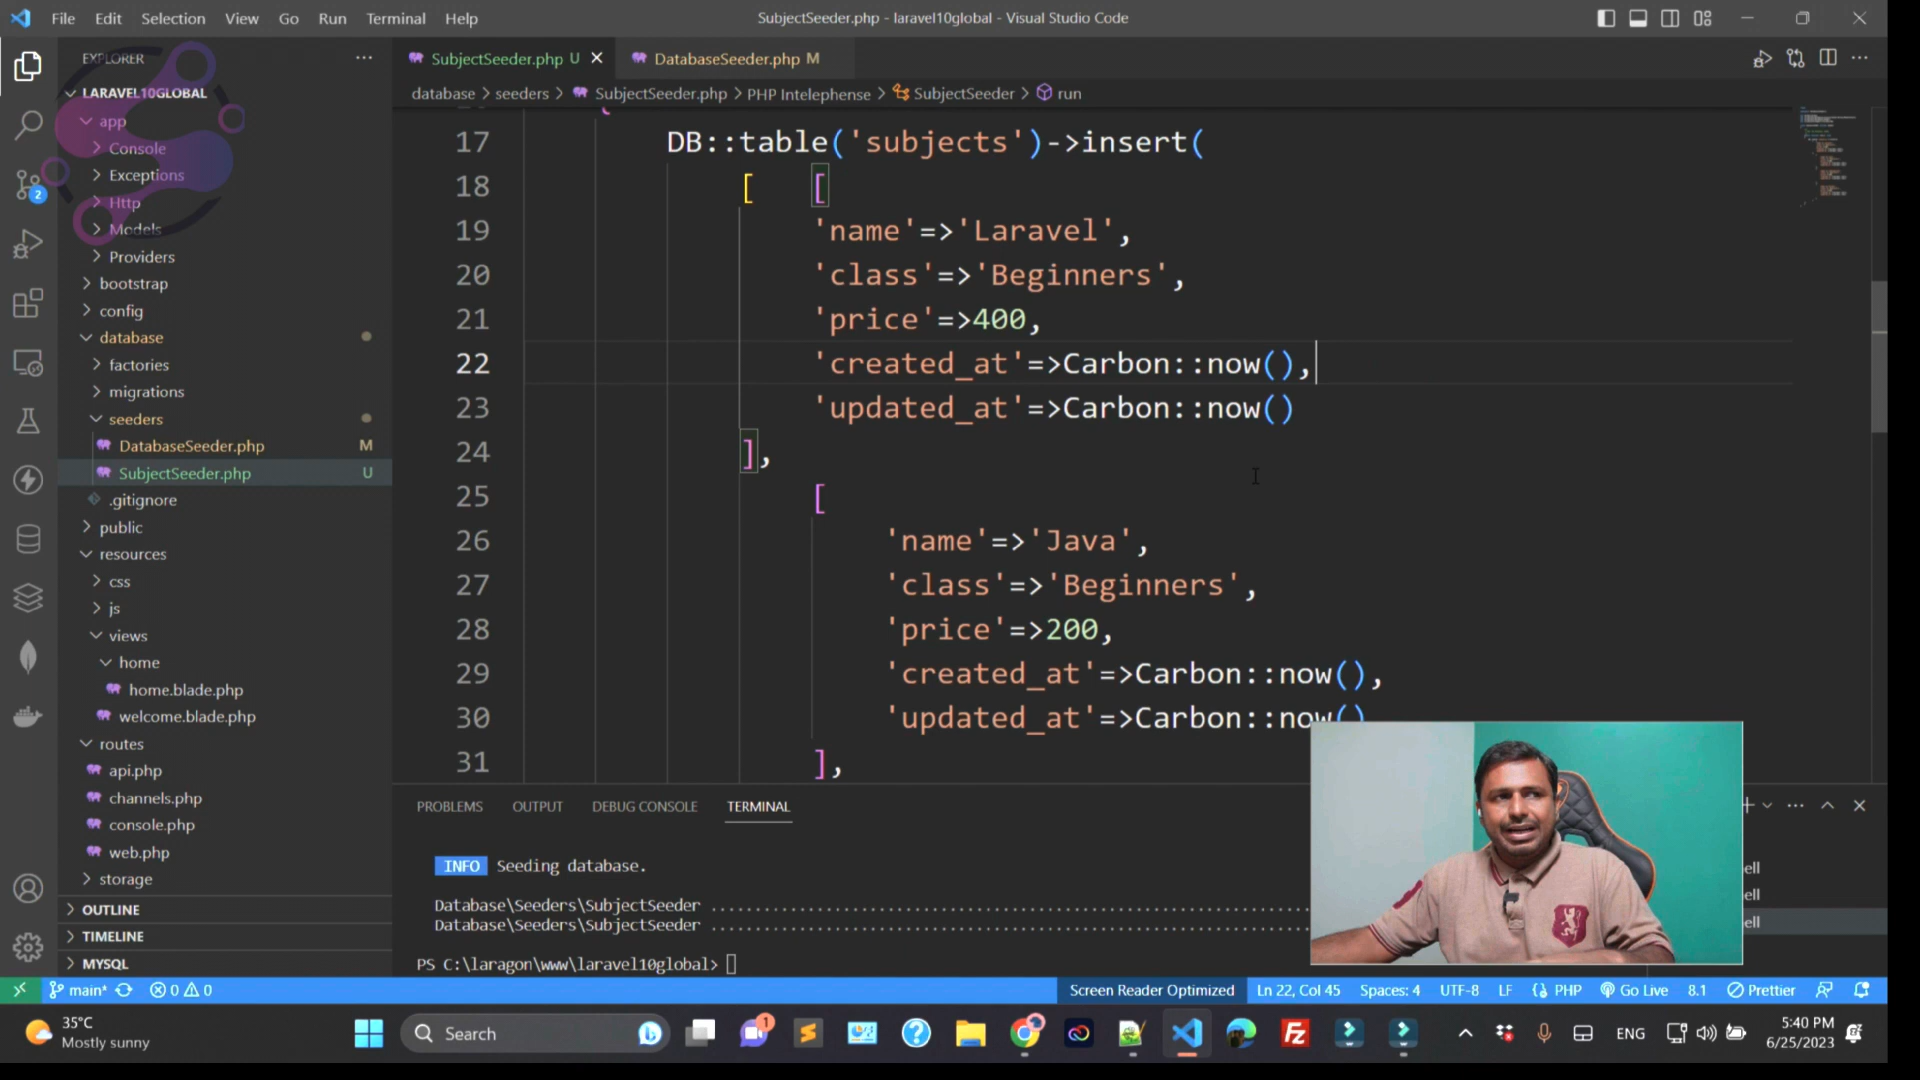 File Edit Selection View Go Run Terminal Help
SubjectSeeder.php - laravel10global - Visual Studio Code
EXPLORER
LARAVEL10GLOBAL
app
Console
Exceptions
Http
Models
Providers
bootstrap
config
database
factories
migrations
seeders
DatabaseSeeder.php M
SubjectSeeder.php U
.gitignore
public
resources
css
js
views
home
home.blade.php
welcome.blade.php
routes
api.php
channels.php
console.php
web.php
storage
OUTLINE
TIMELINE
MYSQL
2
SubjectSeeder.php U
DatabaseSeeder.php M
database > seeders > SubjectSeeder.php > PHP Intelephense > SubjectSeeder > run
17 DB::table('subjects')->insert(
18 [ [
19 'name'=>'Laravel',
20 'class'=>'Beginners',
21 'price'=>400,
22 'created_at'=>Carbon::now(),
23 'updated_at'=>Carbon::now()
24 ],
25 [
26 'name'=>'Java',
27 'class'=>'Beginners',
28 'price'=>200,
29 'created_at'=>Carbon::now(),
30 'updated_at'=>Carbon::now()
31 ],
PROBLEMS OUTPUT DEBUG CONSOLE TERMINAL
INFO Seeding database.
Database\Seeders\SubjectSeeder ..................................................................
Database\Seeders\SubjectSeeder ..................................................................
PS C:\laragon\www\laravel10global>
ell
ell
ell
main* 0 0 Screen Reader Optimized Ln 22, Col 45 Spaces: 4 UTF-8 LF PHP Go Live 8.1 Prettier
35°C
Mostly sunny
Search
1
ENG
5:40 PM
6/25/2023